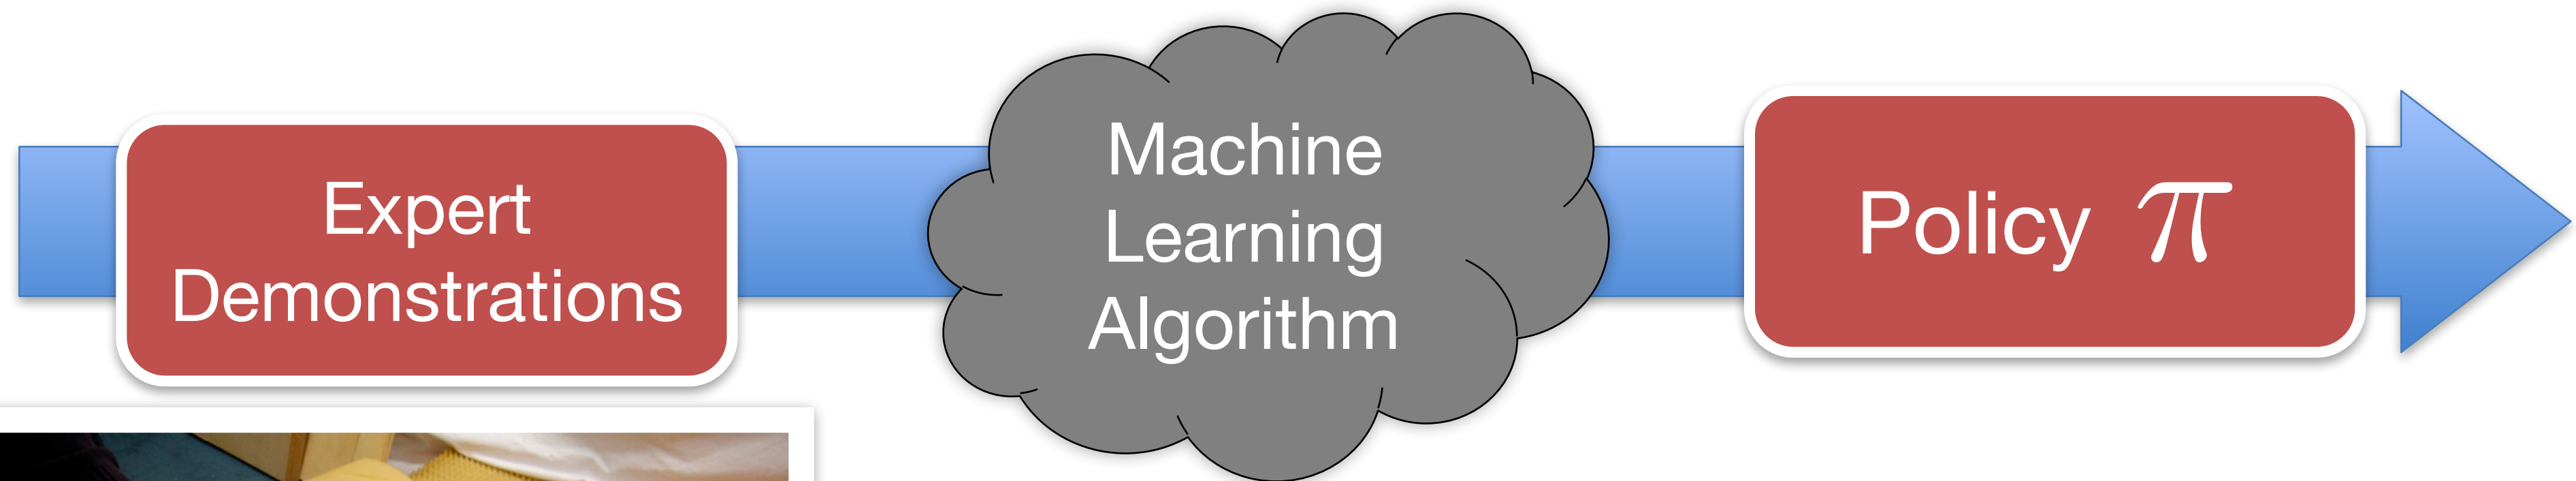 Expert
Demonstrations
Machine
Learning
Algorithm
Policy π